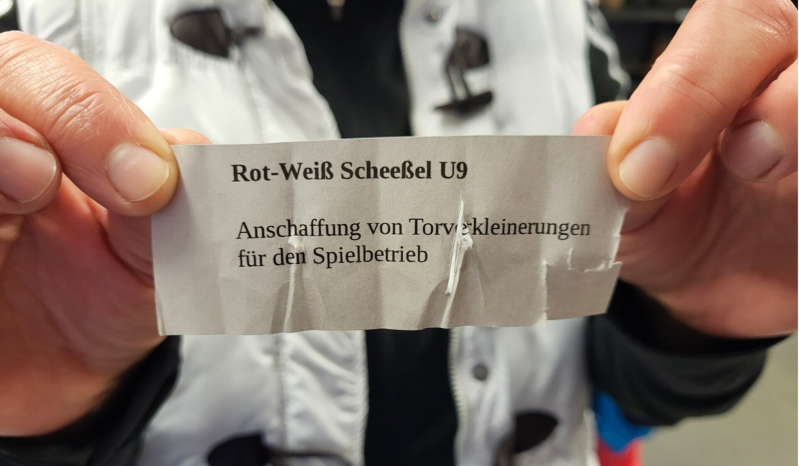 Rot-Weiß Scheeßel U9
Anschaffung von Torverkleinerungen
für den Spielbetrieb